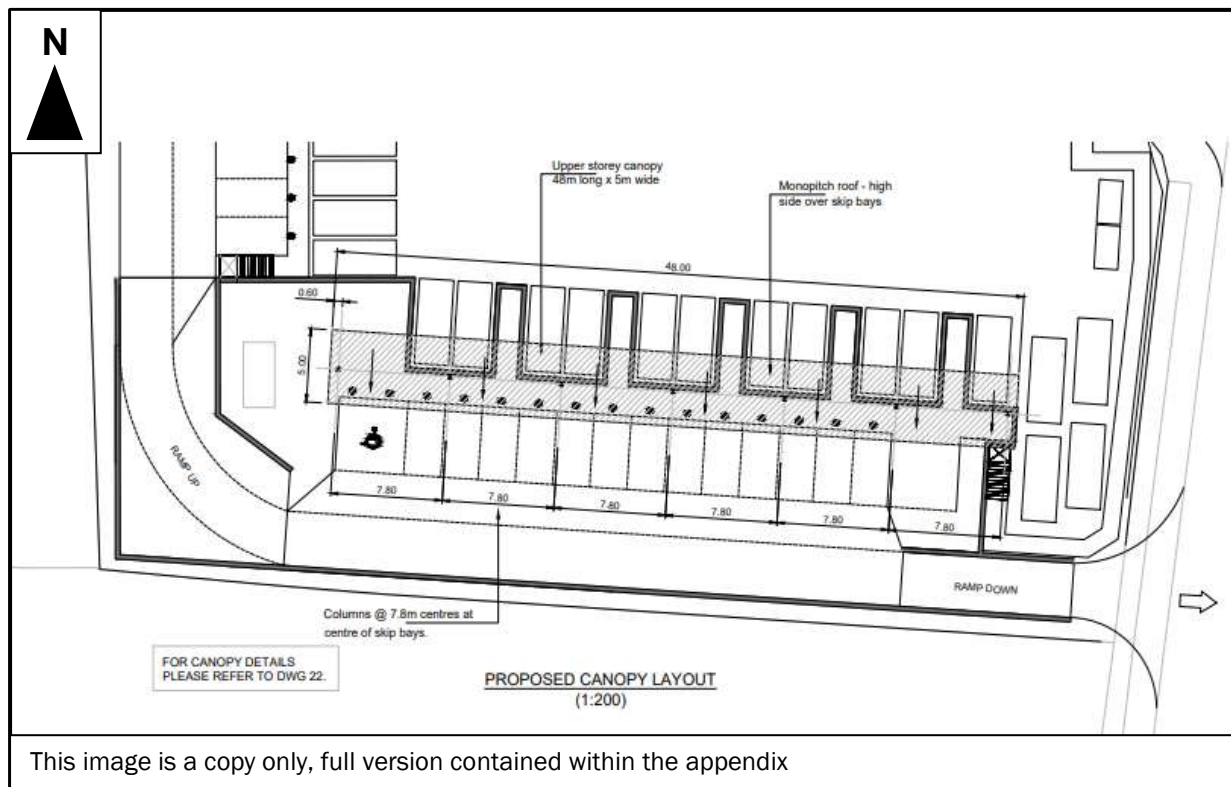 N
Upper storey canopy
48m long x 5m wide
Monopitch roof - high
side over skip bays
48.00
0.60
5.00
RAMP UP
7.80
7.80
7.80
7.80
7.80
7.80
RAMP DOWN
Columns @ 7.8m centres at
centre of skip bays.
FOR CANOPY DETAILS
PLEASE REFER TO DWG 22.
PROPOSED CANOPY LAYOUT
(1:200)
This image is a copy only, full version contained within the appendix